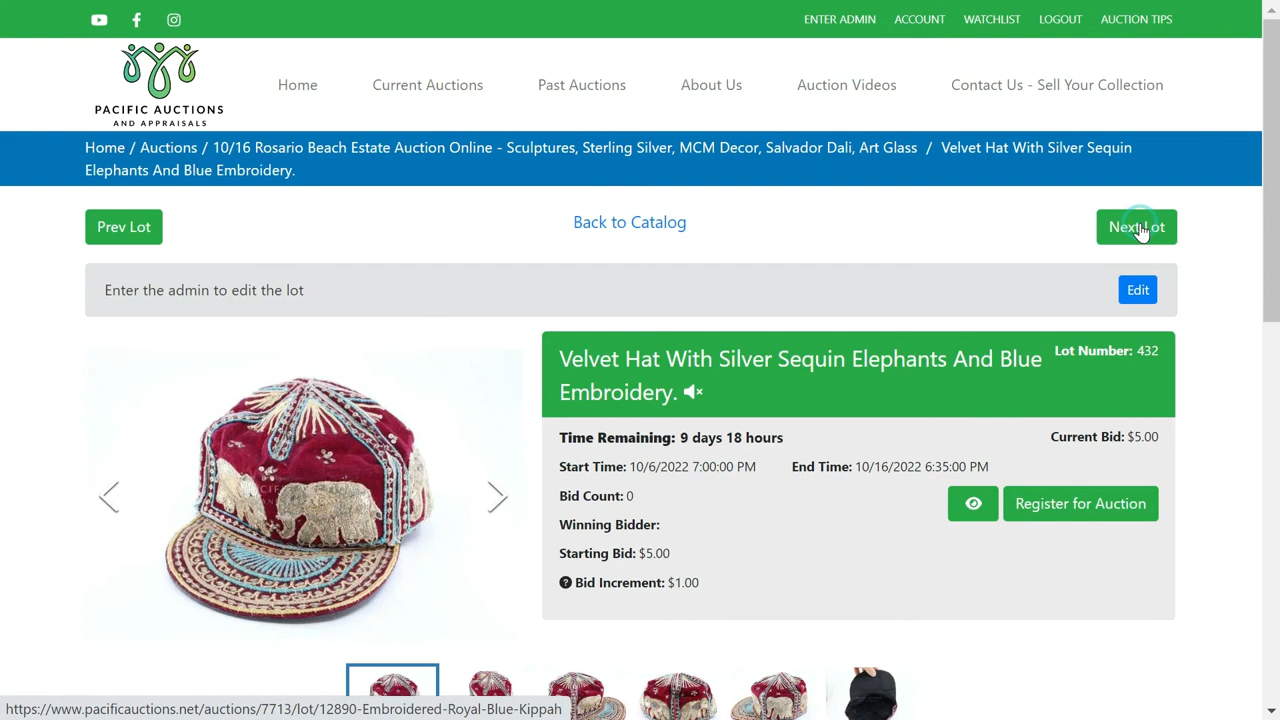 ENTER ADMIN ACCOUNT WATCHLIST LOGOUT AUCTION TIPS
PACIFIC AUCTIONS
AND APPRAISALS
Home Current Auctions Past Auctions About Us Auction Videos Contact Us - Sell Your Collection
Home / Auctions / 10/16 Rosario Beach Estate Auction Online - Sculptures, Sterling Silver, MCM Decor, Salvador Dali, Art Glass / Velvet Hat With Silver Sequin
Elephants And Blue Embroidery.
Prev Lot Back to Catalog Next Lot
Enter the admin to edit the lot Edit
Velvet Hat With Silver Sequin Elephants And Blue
Embroidery.
Lot Number: 432
Time Remaining: 9 days 18 hours Current Bid: $5.00
Start Time: 10/6/2022 7:00:00 PM End Time: 10/16/2022 6:35:00 PM
Bid Count: 0
Register for Auction
Winning Bidder:
Starting Bid: $5.00
Bid Increment: $1.00
https://www.pacificauctions.net/auctions/7713/lot/12890-Embroidered-Royal-Blue-Kippah